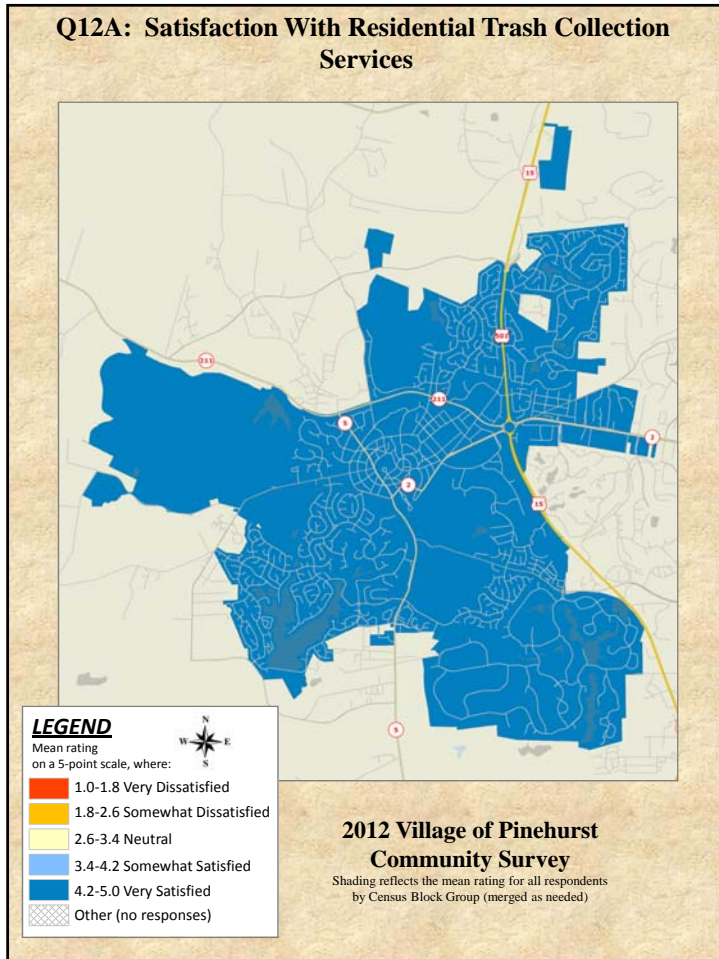 Q12A: Satisfaction With Residential Trash Collection
Services
15
501
211
211
5
2
2
15
5
LEGEND
Mean rating
on a 5-point scale, where:
N
W
E
S
1.0-1.8 Very Dissatisfied
1.8-2.6 Somewhat Dissatisfied
2.6-3.4 Neutral
3.4-4.2 Somewhat Satisfied
4.2-5.0 Very Satisfied
Other (no responses)
2012 Village of Pinehurst
Community Survey
Shading reflects the mean rating for all respondents
by Census Block Group (merged as needed)